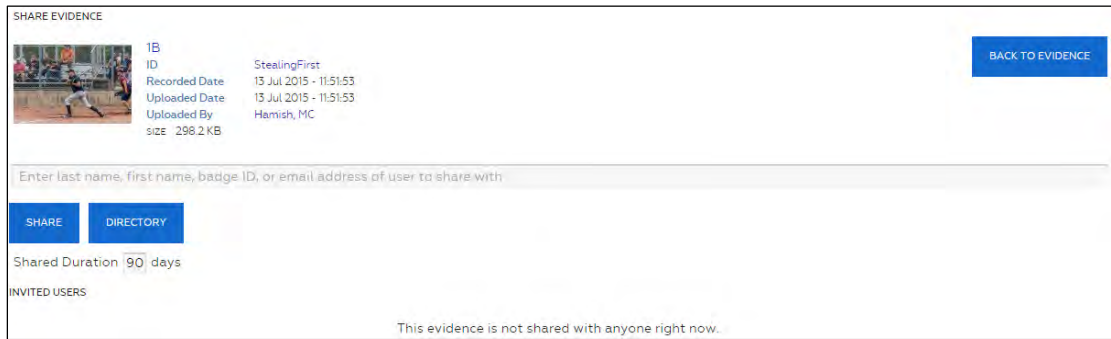 SHARE EVIDENCE
1B
BACK TO EVIDENCE
ID StealingFirst
Recorded Date 13 Jul 2015 - 11:51:53
Uploaded Date 13 Jul 2015 - 11:51:53
Uploaded By Hamish, MC
SIZE 298.2 KB
Enter last name, first name, badge ID, or email address of user to share with
SHARE DIRECTORY
Shared Duration 90 days
INVITED USERS
This evidence is not shared with anyone right now.